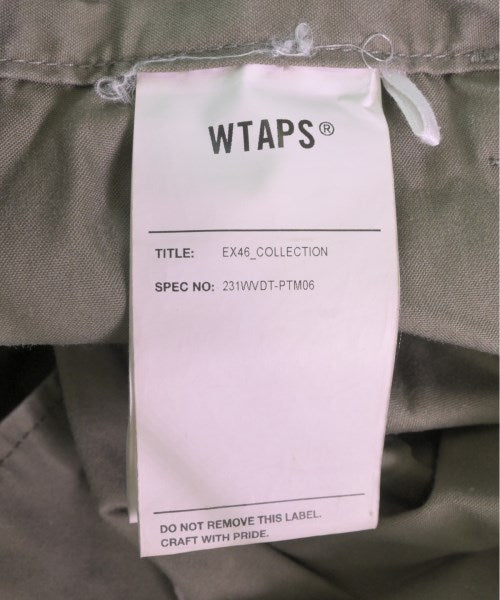 WTAPS®
TITLE: EX46_COLLECTION
SPEC NO: 231WVDT-PTM06
DO NOT REMOVE THIS LABEL.
CRAFT WITH PRIDE.